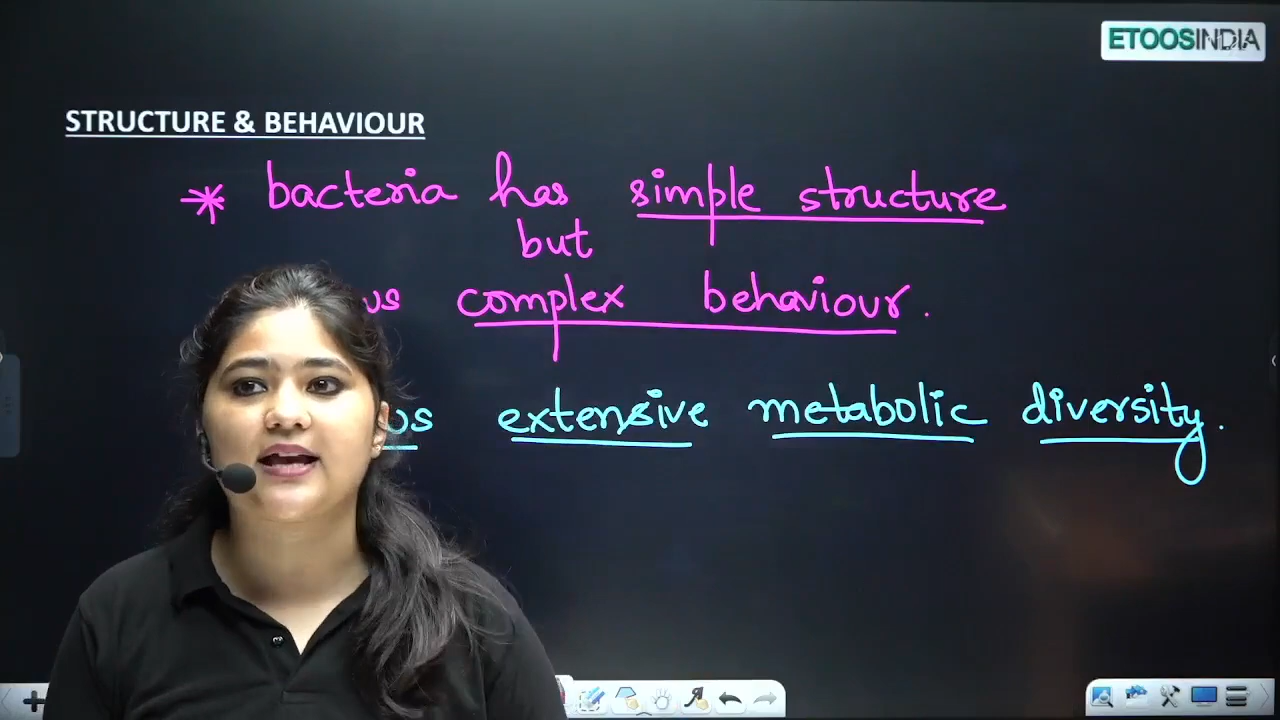 ETOOSINDIA
STRUCTURE & BEHAVIOUR
* bacteria has simple structure
but
complex behaviour.
extensive metabolic diversity.